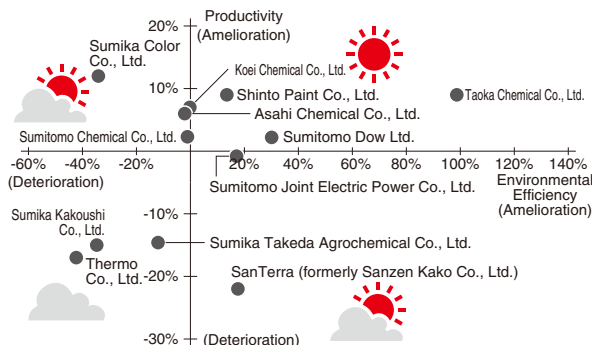 Productivity
(Amelioration)
20%
Sumika Color
Co., Ltd.
Koei Chemical Co., Ltd.
10%
Shinto Paint Co., Ltd.
Taoka Chemical Co., Ltd.
Asahi Chemical Co., Ltd.
Sumitomo Chemical Co., Ltd.
Sumitomo Dow Ltd.
-60%
-40%
-20%
0%
20%
40%
60%
80%
100%
120%
140%
(Deterioration)
Environmental
Efficiency
(Amelioration)
Sumitomo Joint Electric Power Co., Ltd.
-10%
Sumika Kakoushi
Co., Ltd.
Sumika Takeda Agrochemical Co., Ltd.
Thermo
Co., Ltd.
-20%
SanTerra (formerly Sanzen Kako Co., Ltd.)
-30%
(Deterioration)